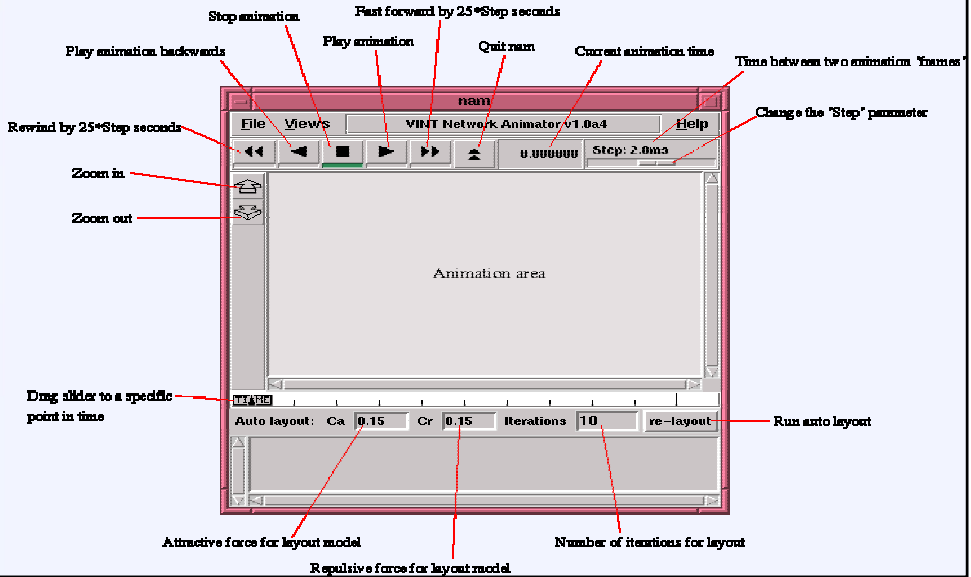 Fast forward by 25*Step seconds
Stop animation
Play animation
Quit nam
Play animation backwards
Current animation time
Time between two animation 'frames'
nam
Change the "Step" parameter
File Views VINT Network Animator v1.0a4 Help
Rewind by 25*Step seconds
0.000000
Step: 2.0ms
Zoom in
Zoom out
Animation area
Drag slider to a specific
point in time
TIME
Auto layout: Ca 0.15 Cr 0.15 Iterations 10 re-layout
Run auto layout
Attractive force for layout model
Number of iterations for layout
Repulsive force for layout model